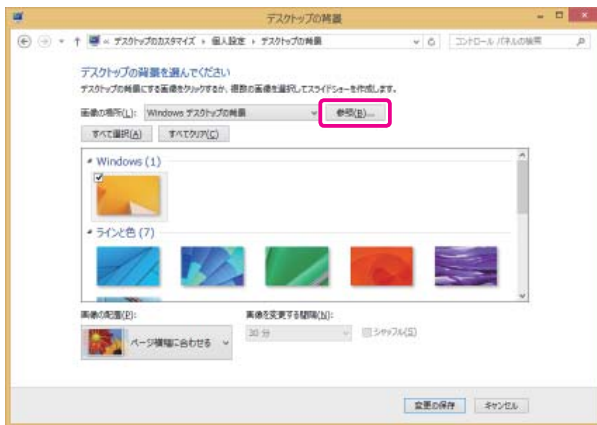 デスクトップの背景
デスクトップのカスタマイズ ▸ 個人設定 ▸ デスクトップの背景
コントロール パネルの検索
デスクトップの背景を選んでください
デスクトップの背景にする画像をクリックするか、複数の画像を選択してスライドショーを作成します。
画像の場所(L): Windows デスクトップの背景 参照(B)...
すべて選択(A) すべてクリア(C)
Windows (1)
ラインと色 (7)
画像の配置(P): 画像を変更する間隔(N):
ページ横幅に合わせる 30 分 シャッフル(S)
変更の保存 キャンセル